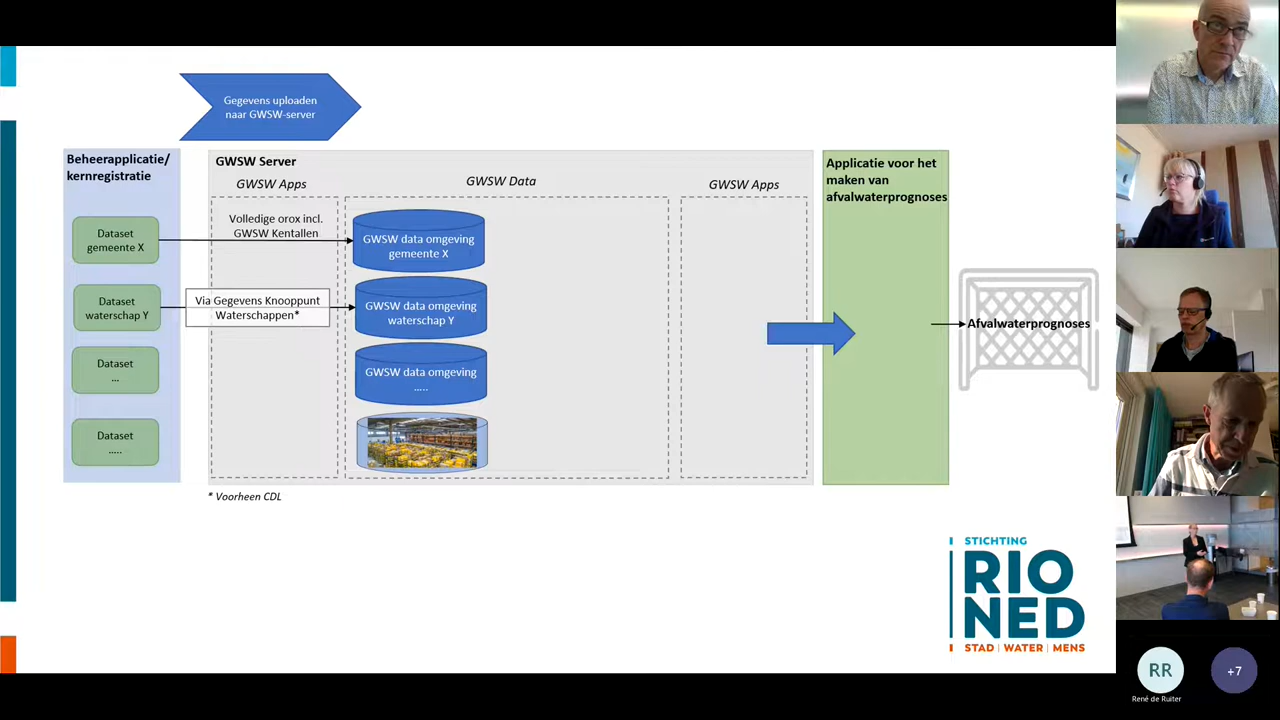 Gegevens uploaden
naar GWSW-server
Beheerapplicatie/
kernregistratie
Dataset
gemeente X
Dataset
waterschap Y
Dataset
...
Dataset
.....
GWSW Server
GWSW Apps
GWSW Data
GWSW Apps
Volledige orox incl.
GWSW Kentallen
Via Gegevens Knooppunt
Waterschappen*
GWSW data omgeving
gemeente X
GWSW data omgeving
waterschap Y
GWSW data omgeving
.....
Applicatie voor het
maken van
afvalwaterprognoses
Afvalwaterprognoses
* Voorheen CDL
STICHTING
RIO
NED
STAD | WATER | MENS
RR
René de Ruiter
+7